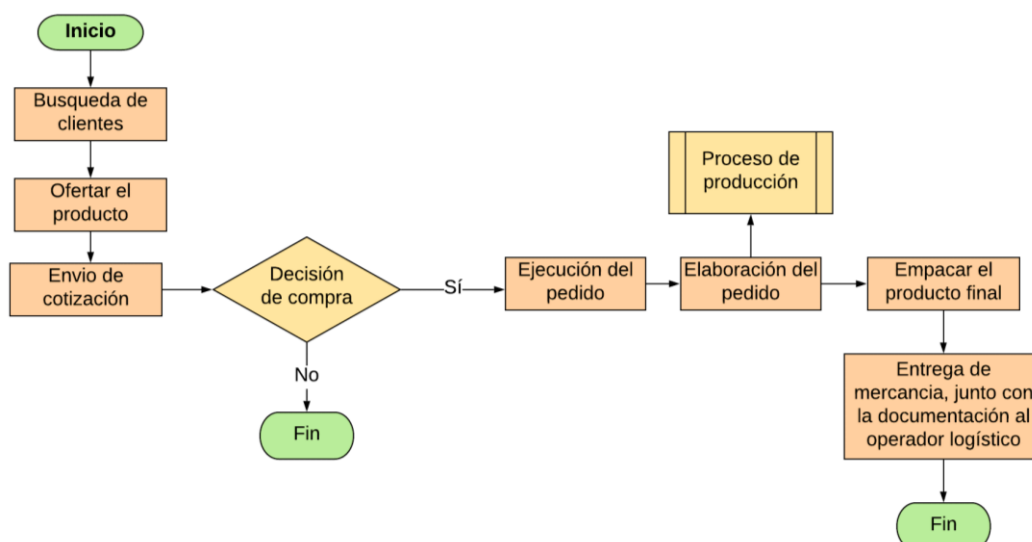 Inicio
Busqueda de
clientes
Ofertar el
producto
Envio de
cotización
Decisión
de compra
No
Fin
Sí
Ejecución del
pedido
Elaboración del
pedido
Proceso de
producción
Empacar el
producto final
Entrega de
mercancia, junto con
la documentación al
operador logístico
Fin